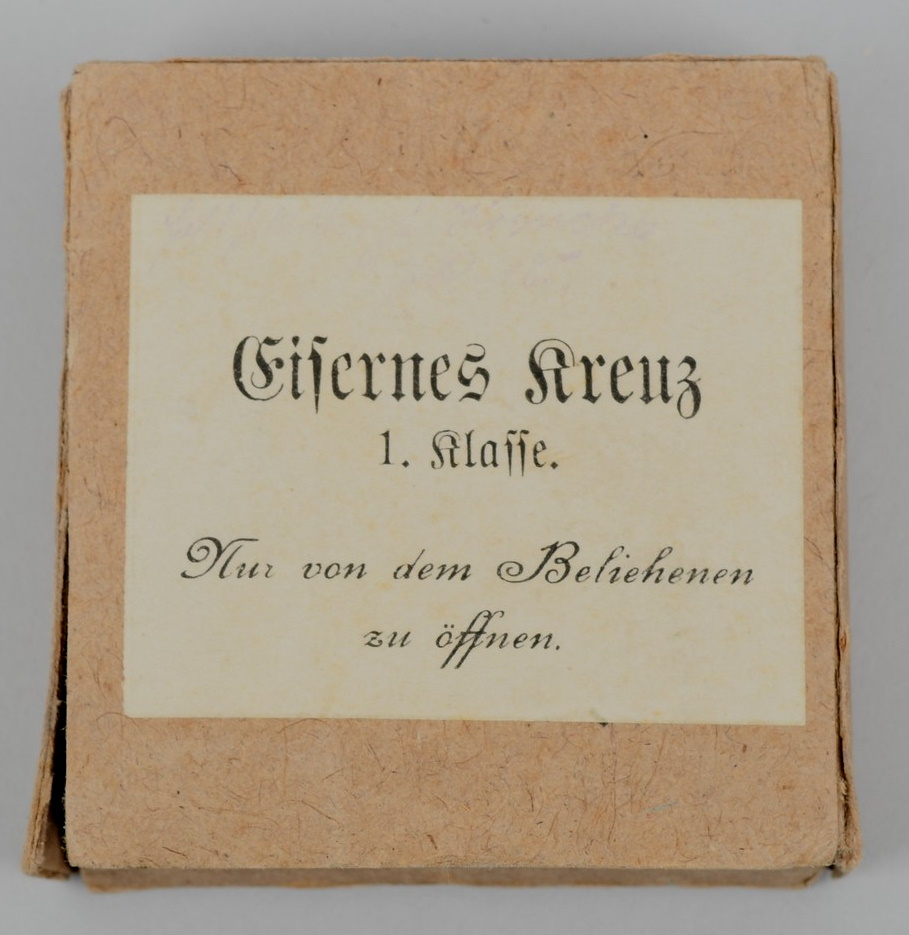 Eisernes Kreuz
1. Klasse.
Nur von dem Beliehenen
zu öffnen.